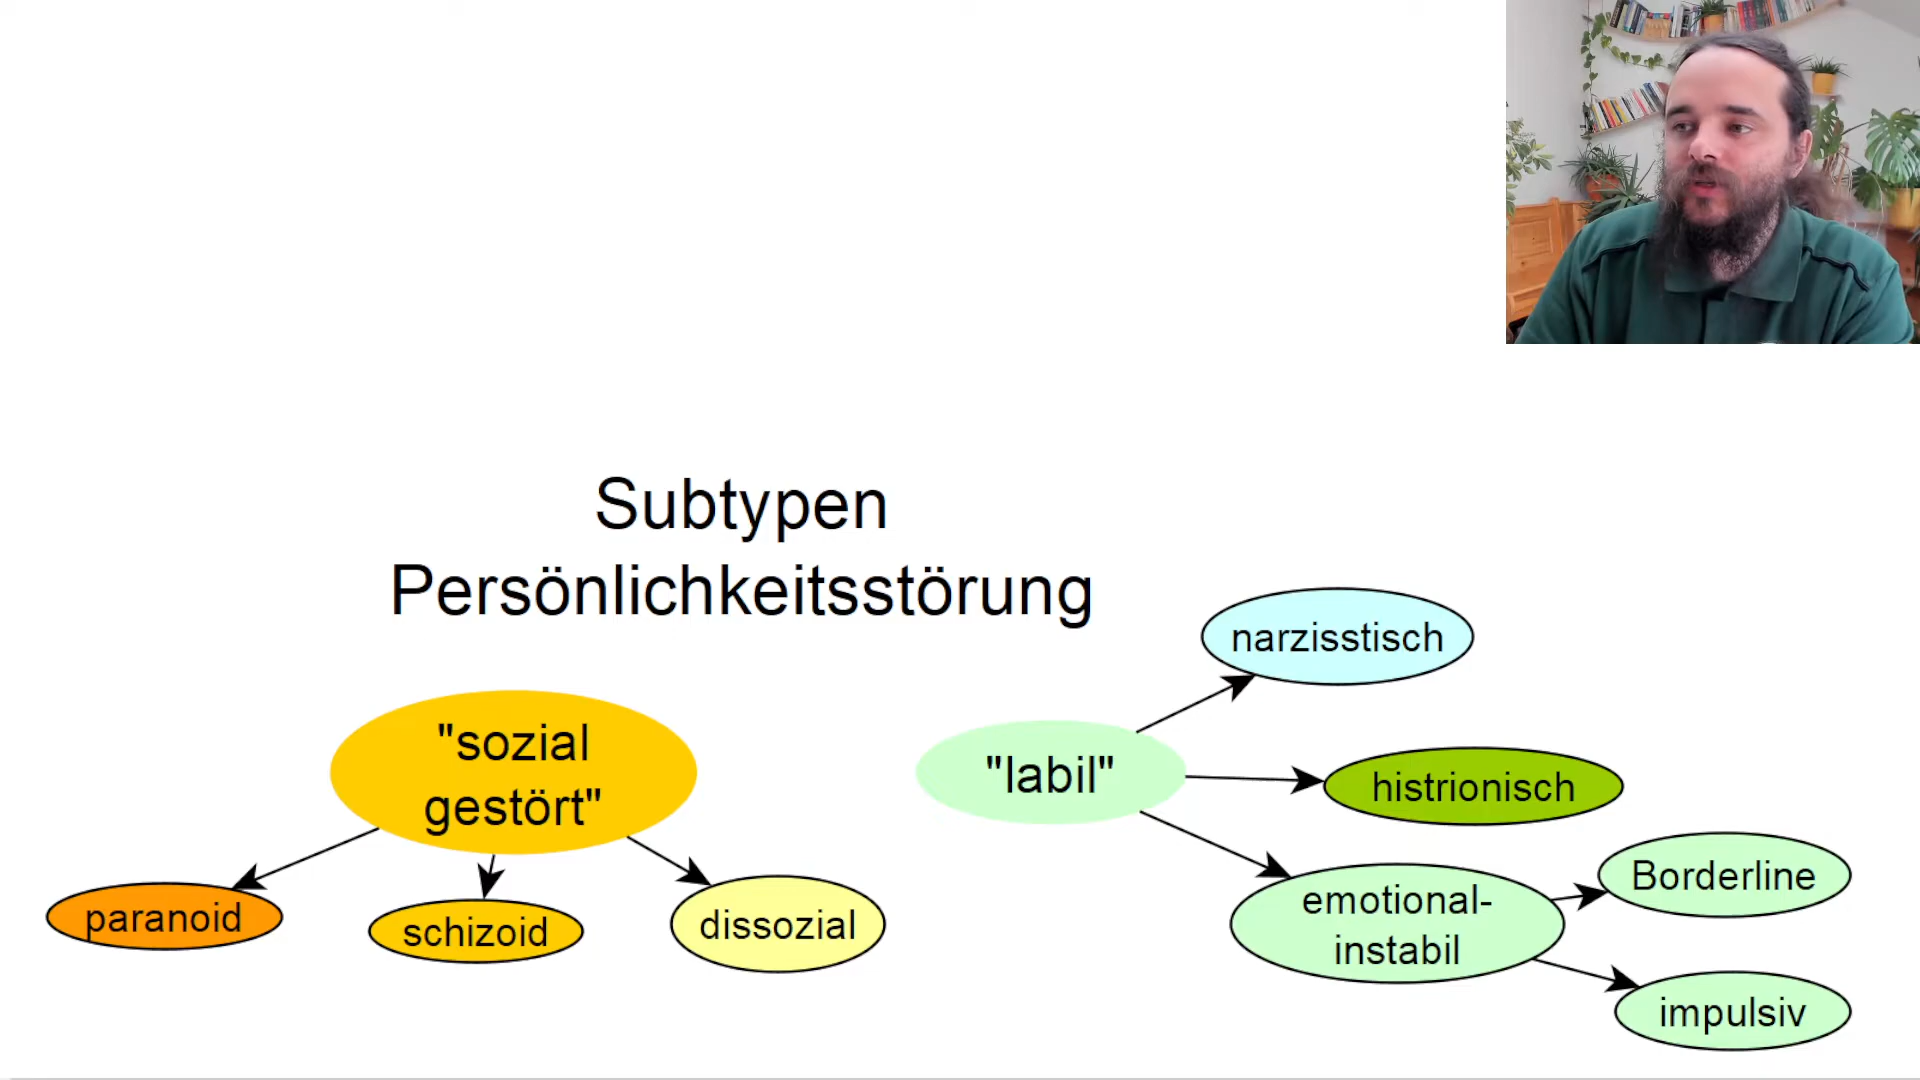 Subtypen
Persönlichkeitsstörung
"sozial
gestört"
paranoid
schizoid
dissozial
"labil"
narzisstisch
histrionisch
emotional-
instabil
Borderline
impulsiv